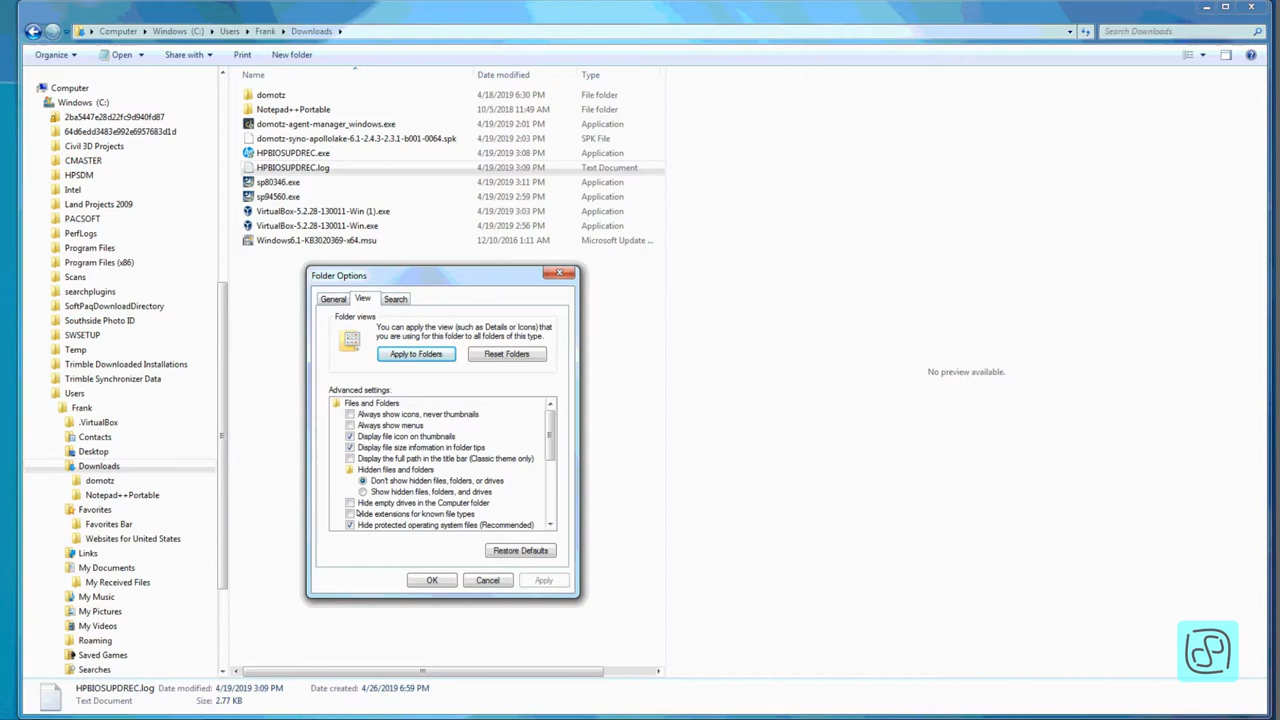 Computer ▸ Windows (C:) ▸ Users ▸ Frank ▸ Downloads ▸
Search Downloads
Organize Open Share with Print New folder
Name Date modified Type
Computer
Windows (C:)
2ba5447e28d22fc9d940fd87
64d6edd3483e992e6957683d1d
Civil 3D Projects
CMASTER
HPSDM
Intel
Land Projects 2009
PACSOFT
PerfLogs
Program Files
Program Files (x86)
Scans
searchplugins
SoftPaqDownloadDirectory
Southside Photo ID
SWSETUP
Temp
Trimble Downloaded Installations
Trimble Synchronizer Data
Users
Frank
.VirtualBox
Contacts
Desktop
Downloads
domotz
Notepad++Portable
Favorites
Favorites Bar
Websites for United States
Links
My Documents
My Received Files
My Music
My Pictures
My Videos
Roaming
Saved Games
Searches
domotz 4/18/2019 6:30 PM File folder
Notepad++Portable 10/5/2018 11:49 AM File folder
domotz-agent-manager_windows.exe 4/19/2019 2:01 PM Application
domotz-syno-apollolake-6.1-2.4.3-2.3.1-b001-0064.spk 4/19/2019 2:03 PM SPK File
HPBIOSUPDREC.exe 4/19/2019 3:08 PM Application
HPBIOSUPDREC.log 4/19/2019 3:09 PM Text Document
sp80346.exe 4/19/2019 3:11 PM Application
sp94560.exe 4/19/2019 2:59 PM Application
VirtualBox-5.2.28-130011-Win (1).exe 4/19/2019 3:03 PM Application
VirtualBox-5.2.28-130011-Win.exe 4/19/2019 2:56 PM Application
Windows6.1-KB3020369-x64.msu 12/10/2016 1:11 AM Microsoft Update ...
Folder Options
General View Search
Folder views
You can apply the view (such as Details or Icons) that
you are using for this folder to all folders of this type.
Apply to Folders Reset Folders
Advanced settings:
Files and Folders
Always show icons, never thumbnails
Always show menus
Display file icon on thumbnails
Display file size information in folder tips
Display the full path in the title bar (Classic theme only)
Hidden files and folders
Don't show hidden files, folders, or drives
Show hidden files, folders, and drives
Hide empty drives in the Computer folder
Hide extensions for known file types
Hide protected operating system files (Recommended)
Restore Defaults
OK Cancel Apply
No preview available.
HPBIOSUPDREC.log Date modified: 4/19/2019 3:09 PM Date created: 4/26/2019 6:59 PM
Text Document Size: 2.77 KB